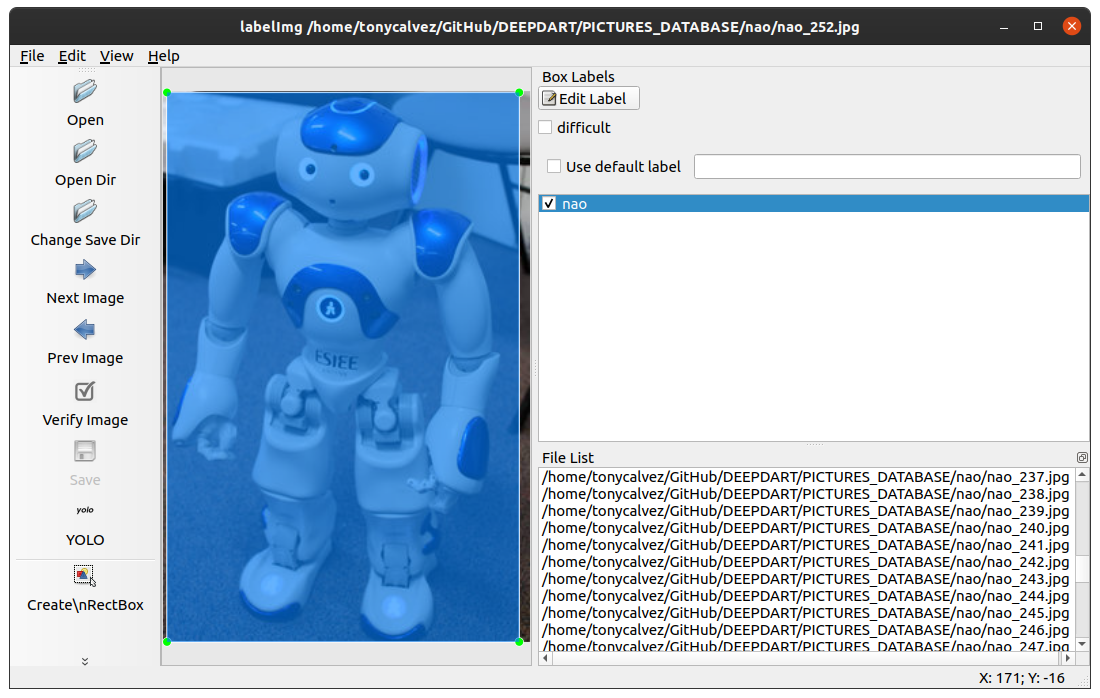 labelImg /home/tonycalvez/GitHub/DEEPDART/PICTURES_DATABASE/nao/nao_252.jpg
File Edit View Help
Open
Open Dir
Change Save Dir
Next Image
Prev Image
Verify Image
Save
yolo
YOLO
Create\nRectBox
ESIEE
Box Labels
Edit Label
difficult
Use default label
nao
File List
/home/tonycalvez/GitHub/DEEPDART/PICTURES_DATABASE/nao/nao_237.jpg
/home/tonycalvez/GitHub/DEEPDART/PICTURES_DATABASE/nao/nao_238.jpg
/home/tonycalvez/GitHub/DEEPDART/PICTURES_DATABASE/nao/nao_239.jpg
/home/tonycalvez/GitHub/DEEPDART/PICTURES_DATABASE/nao/nao_240.jpg
/home/tonycalvez/GitHub/DEEPDART/PICTURES_DATABASE/nao/nao_241.jpg
/home/tonycalvez/GitHub/DEEPDART/PICTURES_DATABASE/nao/nao_242.jpg
/home/tonycalvez/GitHub/DEEPDART/PICTURES_DATABASE/nao/nao_243.jpg
/home/tonycalvez/GitHub/DEEPDART/PICTURES_DATABASE/nao/nao_244.jpg
/home/tonycalvez/GitHub/DEEPDART/PICTURES_DATABASE/nao/nao_245.jpg
/home/tonycalvez/GitHub/DEEPDART/PICTURES_DATABASE/nao/nao_246.jpg
/home/tonycalvez/GitHub/DEEPDART/PICTURES_DATABASE/nao/nao_247.jpg
X: 171; Y: -16